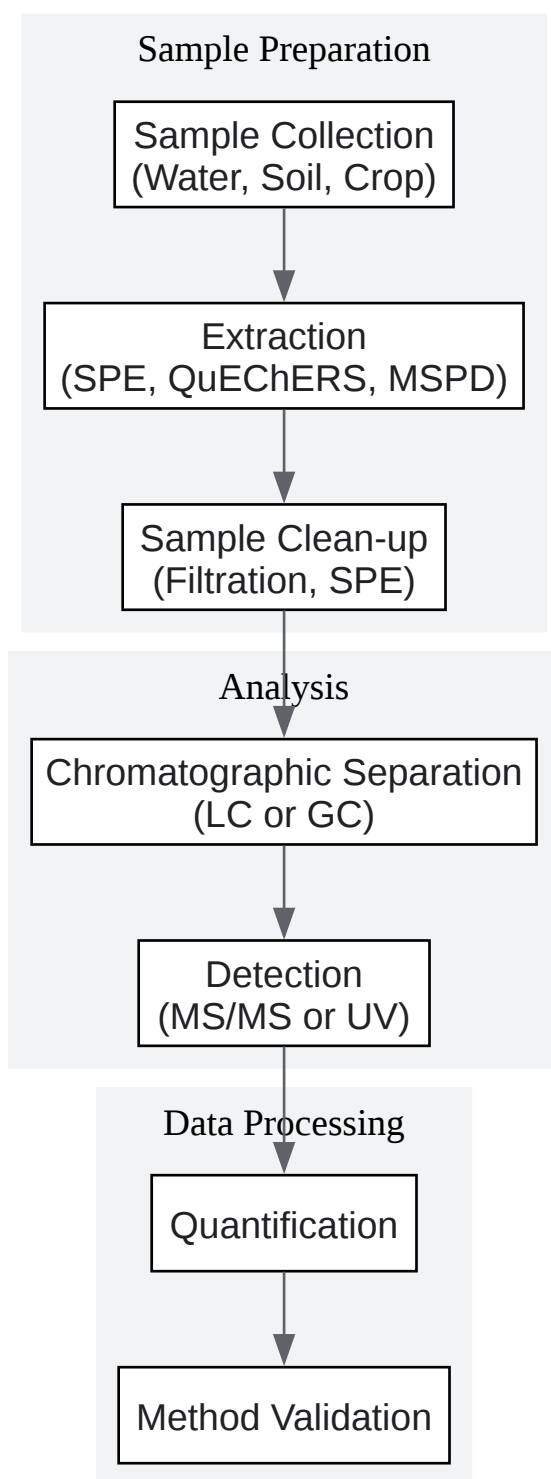 Sample Preparation
Sample Collection
(Water, Soil, Crop)
Extraction
(SPE, QuEChERS, MSPD)
Sample Clean-up
(Filtration, SPE)
Analysis
Chromatographic Separation
(LC or GC)
Detection
(MS/MS or UV)
Data Processing
Quantification
Method Validation